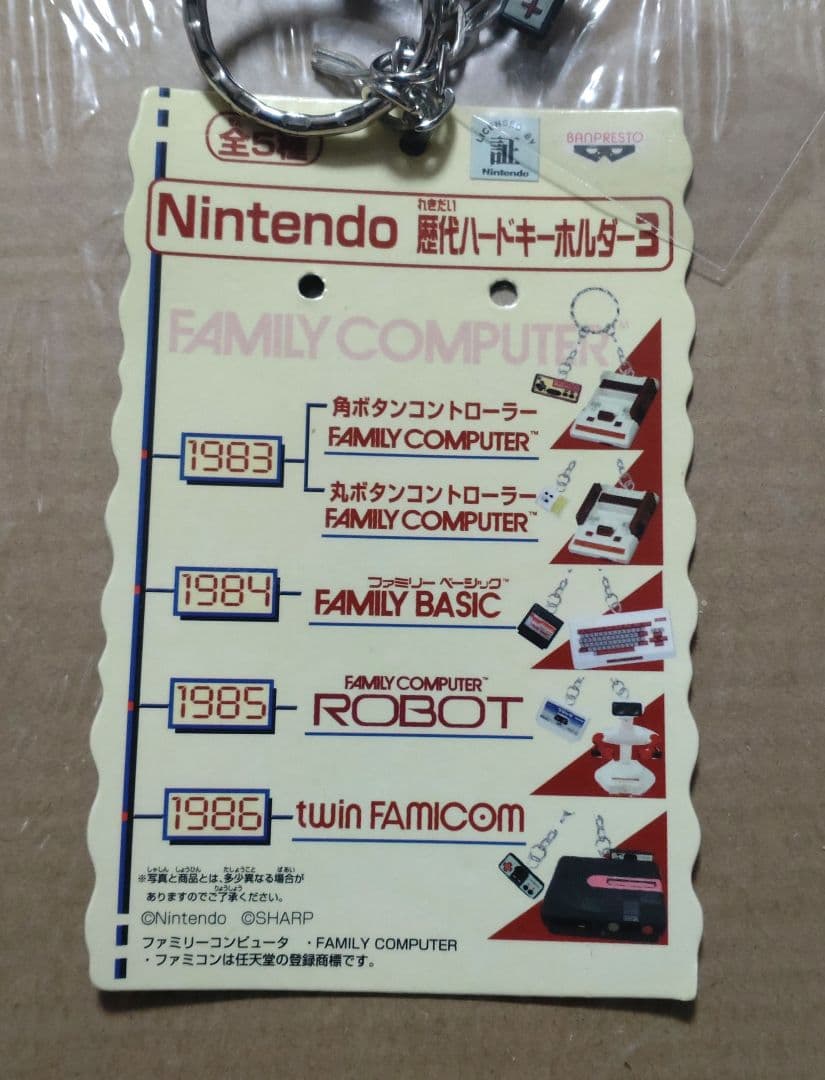 全5種
LICENSED BY
証
Nintendo
BANPRESTO
れきだい
Nintendo 歴代ハードキーホルダー3
FAMILY COMPUTER™
1983
角ボタンコントローラー
FAMILY COMPUTER™
丸ボタンコントローラー
FAMILY COMPUTER™
1984
ファミリー ベーシック™
FAMILY BASIC
1985
FAMILY COMPUTER™
ROBOT
1986
twin FAMICOM
しゃしん しょうひん たしょうこと ばあい
※写真と商品とは、多少異なる場合が
りょうしょう
ありますのでご了承ください。
©Nintendo ©SHARP
ファミリーコンピュータ ・FAMILY COMPUTER
・ファミコンは任天堂の登録商標です。